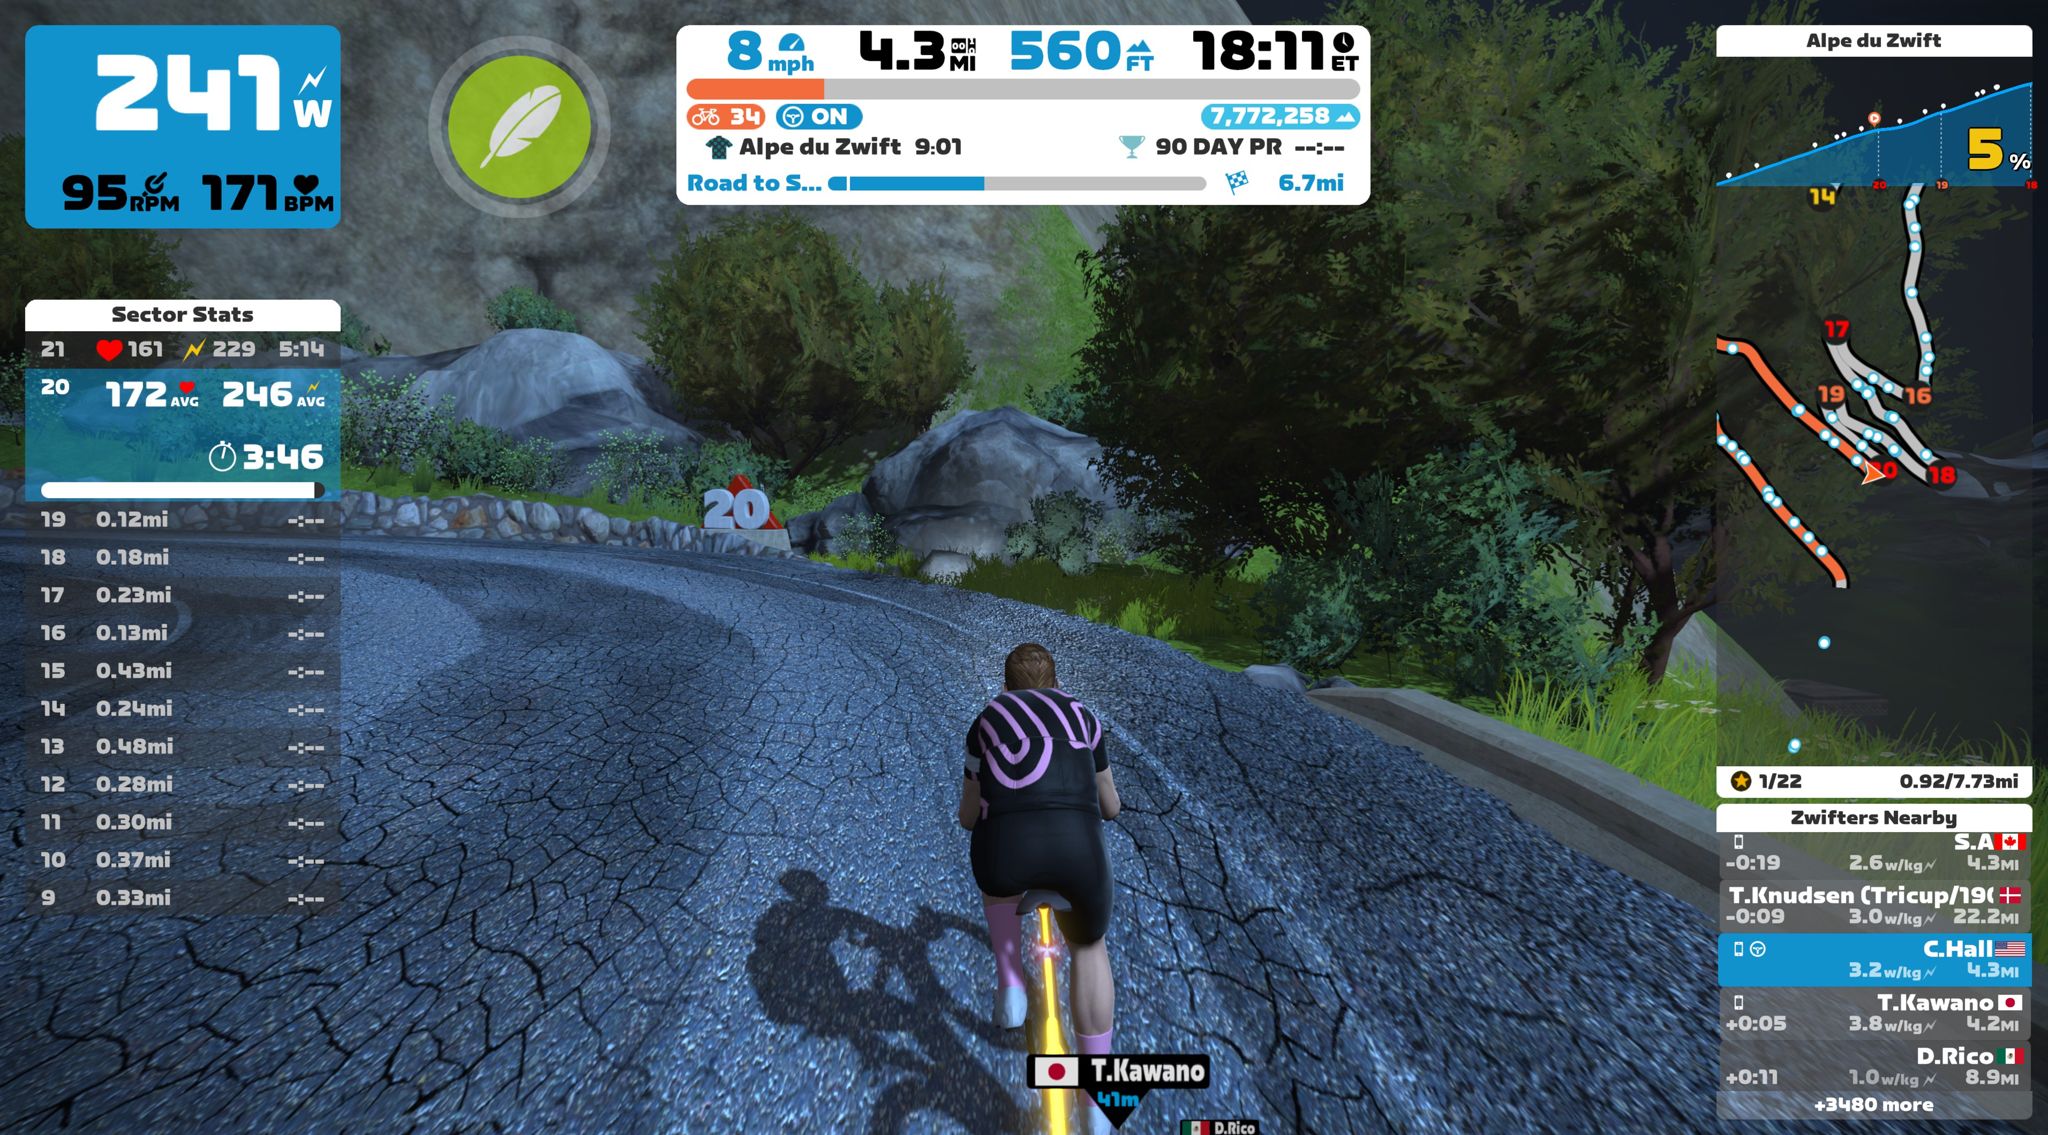 241 W
95 RPM 171 BPM
8 mph 4.3 MI 560 FT 18:11 ET
34 ON 7,772,258
Alpe du Zwift 9:01 90 DAY PR --:--
Road to S... 6.7mi
Alpe du Zwift
5 %
20 19 18
14
17
19 16
20 18
1/22 0.92/7.73mi
Sector Stats
21 161 229 5:14
20 172 AVG 246 AVG
3:46
19 0.12mi --:--
18 0.18mi --:--
17 0.23mi --:--
16 0.13mi --:--
15 0.43mi --:--
14 0.24mi --:--
13 0.48mi --:--
12 0.28mi --:--
11 0.30mi --:--
10 0.37mi --:--
9 0.33mi --:--
20
Zwifters Nearby
S.A
-0:19 2.6w/kg 4.3MI
T.Knudsen (Tricup/19
-0:09 3.0w/kg 22.2MI
C.Hall
3.2w/kg 4.3MI
T.Kawano
+0:05 3.8w/kg 4.2MI
D.Rico
+0:11 1.0w/kg 8.9MI
+3480 more
T.Kawano
41m
D.Rico